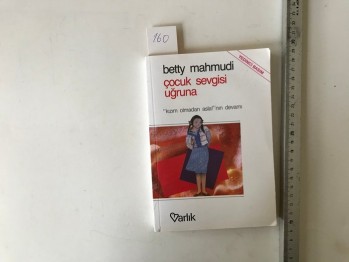 160
betty mahmudi
çocuk sevgisi
uğruna
"kızım olmadan asla!"nın devamı
Varlık